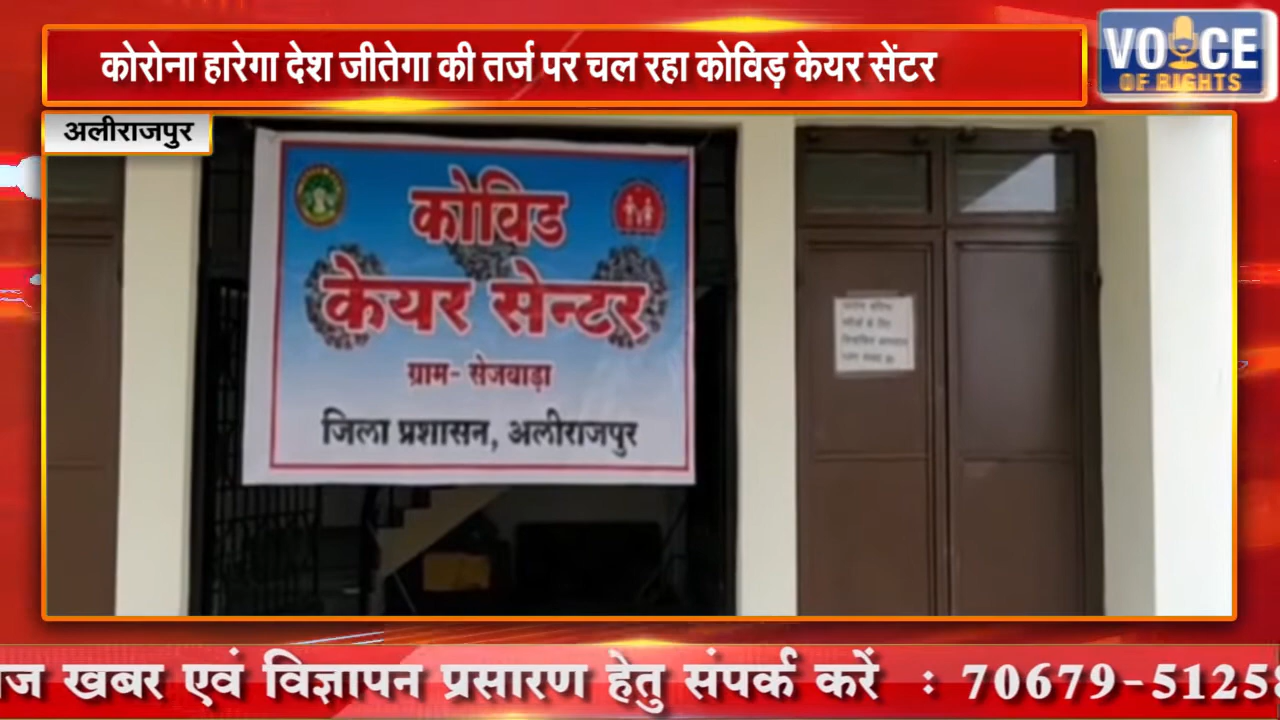 कोरोना हारेगा देश जीतेगा की तर्ज पर चल रहा कोविड़ केयर सेंटर
VOICE
OF RIGHTS
अलीराजपुर
कोविड
केयर सेन्टर
ग्राम- सेजवाड़ा
जिला प्रशासन, अलीराजपुर
खबर एवं विज्ञापन प्रसारण हेतु संपर्क करें : 70679-5125